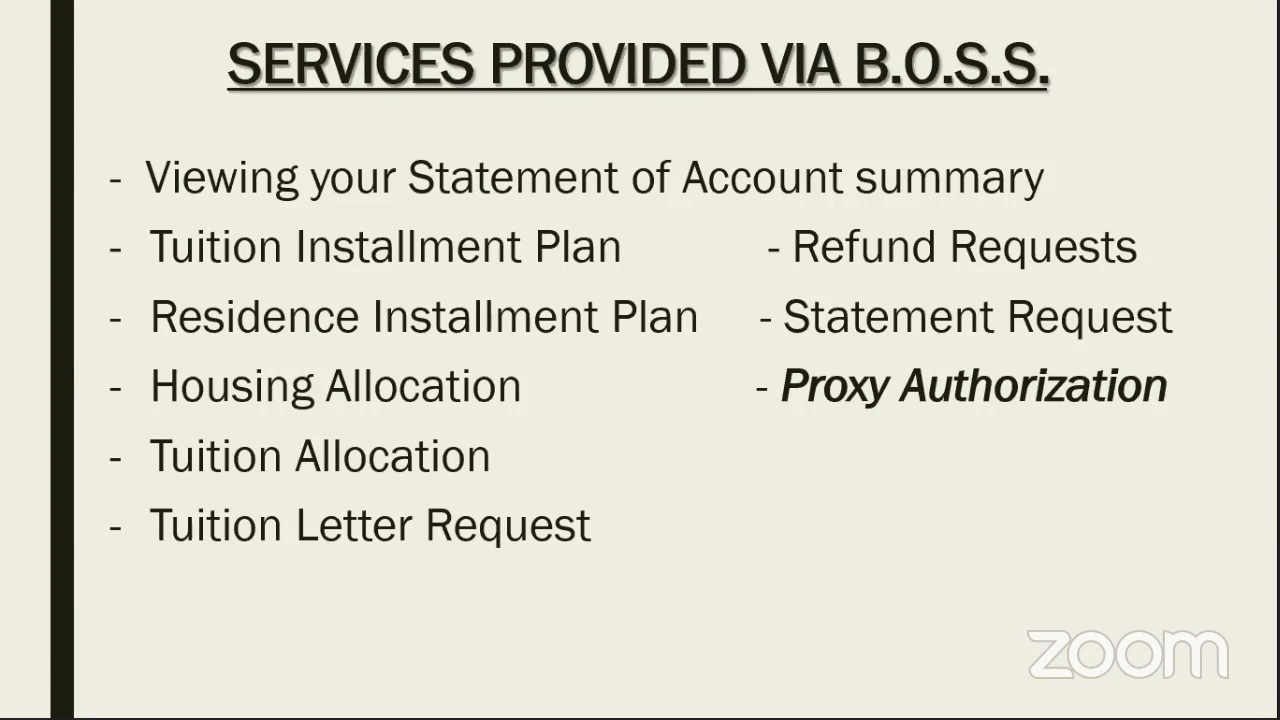 SERVICES PROVIDED VIA B.O.S.S.
- Viewing your Statement of Account summary
- Tuition Installment Plan - Refund Requests
- Residence Installment Plan - Statement Request
- Housing Allocation - Proxy Authorization
- Tuition Allocation
- Tuition Letter Request
zoom